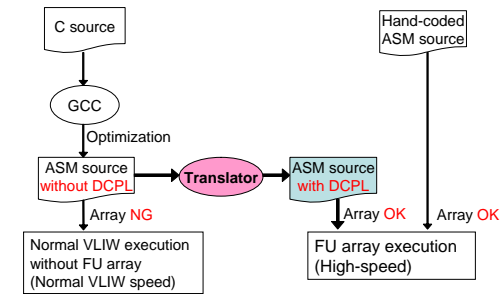 C source
Hand-coded
ASM source
GCC
Optimization
ASM source
without DCPL
Translator
ASM source
with DCPL
Array NG
Array OK
Array OK
Normal VLIW execution
without FU array
(Normal VLIW speed)
FU array execution
(High-speed)